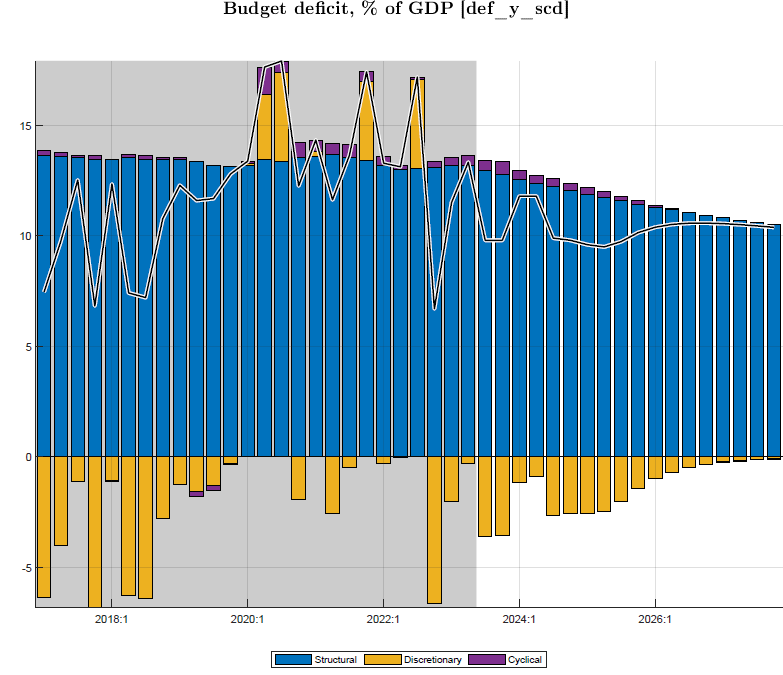 Budget deficit, % of GDP [def_y_scd]
15
10
5
0
-5
2018:1 2020:1 2022:1 2024:1 2026:1
Structural Discretionary Cyclical